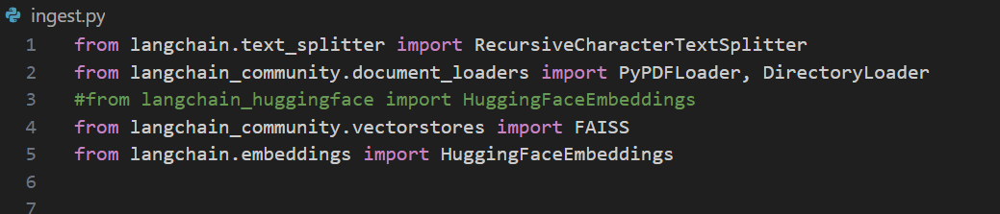 ingest.py
1 from langchain.text_splitter import RecursiveCharacterTextSplitter
2 from langchain_community.document_loaders import PyPDFLoader, DirectoryLoader
3 #from langchain_huggingface import HuggingFaceEmbeddings
4 from langchain_community.vectorstores import FAISS
5 from langchain.embeddings import HuggingFaceEmbeddings
6
7